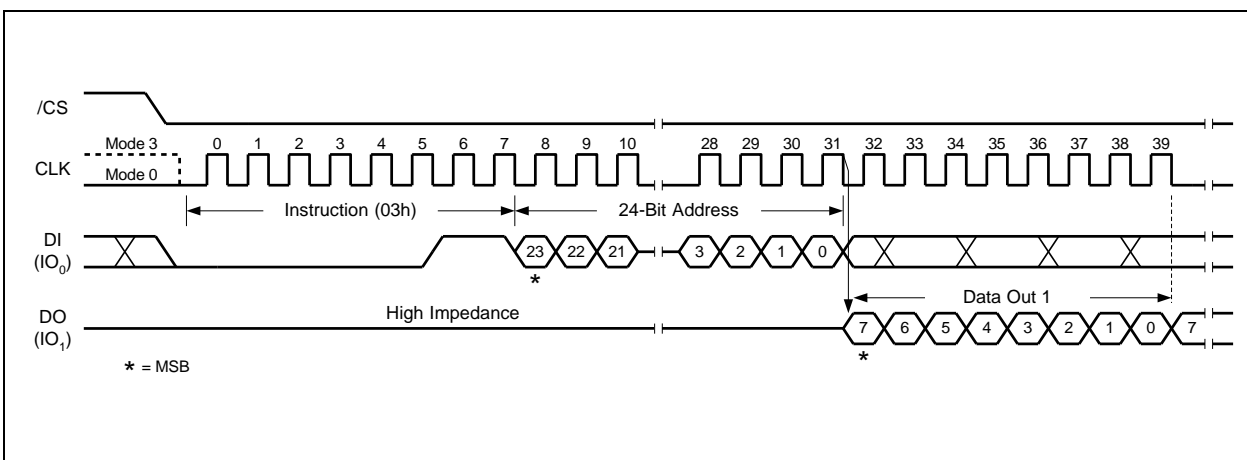 /CS
Mode 3
0 1 2 3 4 5 6 7 8 9 10 28 29 30 31 32 33 34 35 36 37 38 39
CLK
Mode 0
Instruction (03h) 24-Bit Address
DI
(IO0)
23 22 21 3 2 1 0
*
Data Out 1
High Impedance
DO
(IO1)
7 6 5 4 3 2 1 0 7
*
* = MSB